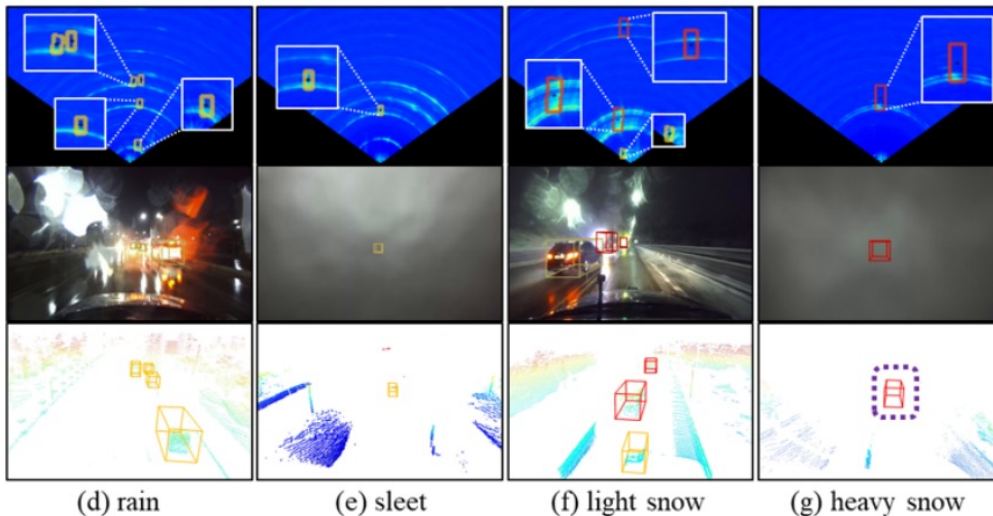 (d) rain
(e) sleet
(f) light snow
(g) heavy snow